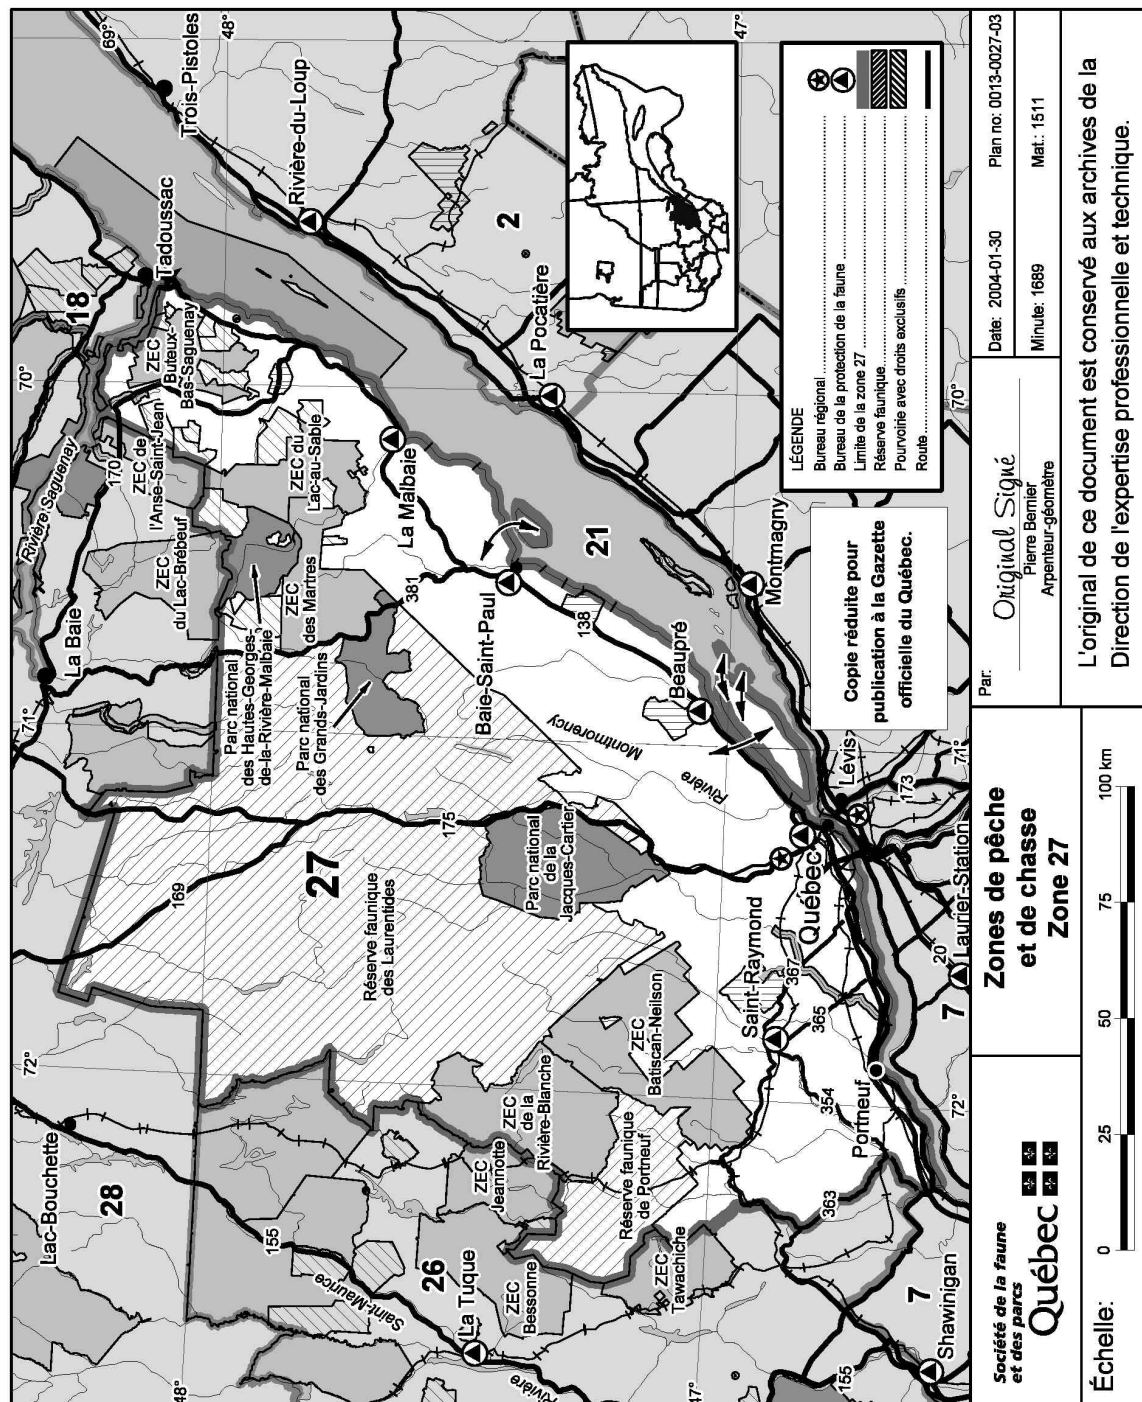 69°
48°
Trois-Pistoles
Rivière-du-Loup
47°
Tadoussac
18
2
ZEC
Buteux-
Bas-Saguenay
70°
La Pocatière
170
ZEC de
l'Anse-Saint-Jean
ZEC du
Lac-au-Sable
La Malbaie
70°
Rivière Saguenay
ZEC
du Lac-Brébeuf
ZEC
des Martres
381
21
Montmagny
La Baie
Parc national
des Hautes-Gorges-
de-la-Rivière-Malbaie
Parc national
des Grands-Jardins
Baie-Saint-Paul
138
Beaupré
71°
Rivière
Montmorency
Lévis
173
71°
175
Parc national
de la
Jacques-Cartier
Québec
169
27
Réserve faunique
des Laurentides
Saint-Raymond
367
365
20
Laurier-Station
7
ZEC
Batiscan-Neilson
72°
Lac-Bouchette
28
155
ZEC
de la
Rivière-Blanche
ZEC
Jeannotte
Réserve faunique
de Portneuf
354
Portneuf
363
72°
26
Saint-Maurice
Rivière
La Tuque
ZEC
Bessonne
ZEC
Tawachiche
7
Shawinigan
155
48°
47°
LÉGENDE
Bureau régional
Bureau de la protection de la faune
Limite de la zone 27
Réserve faunique
Pourvoirie avec droits exclusifs
Route
Copie réduite pour
publication à la Gazette
officielle du Québec.
Société de la faune
et des parcs
Québec
Zones de pêche
et de chasse
Zone 27
Échelle:
0
25
50
75
100 km
Par:
Original Signé
Pierre Bernier
Arpenteur-géomètre
Date: 2004-01-30
Plan no: 0013-0027-03
Minute: 1689
Mat.: 1511
L'original de ce document est conservé aux archives de la
Direction de l'expertise professionnelle et technique.